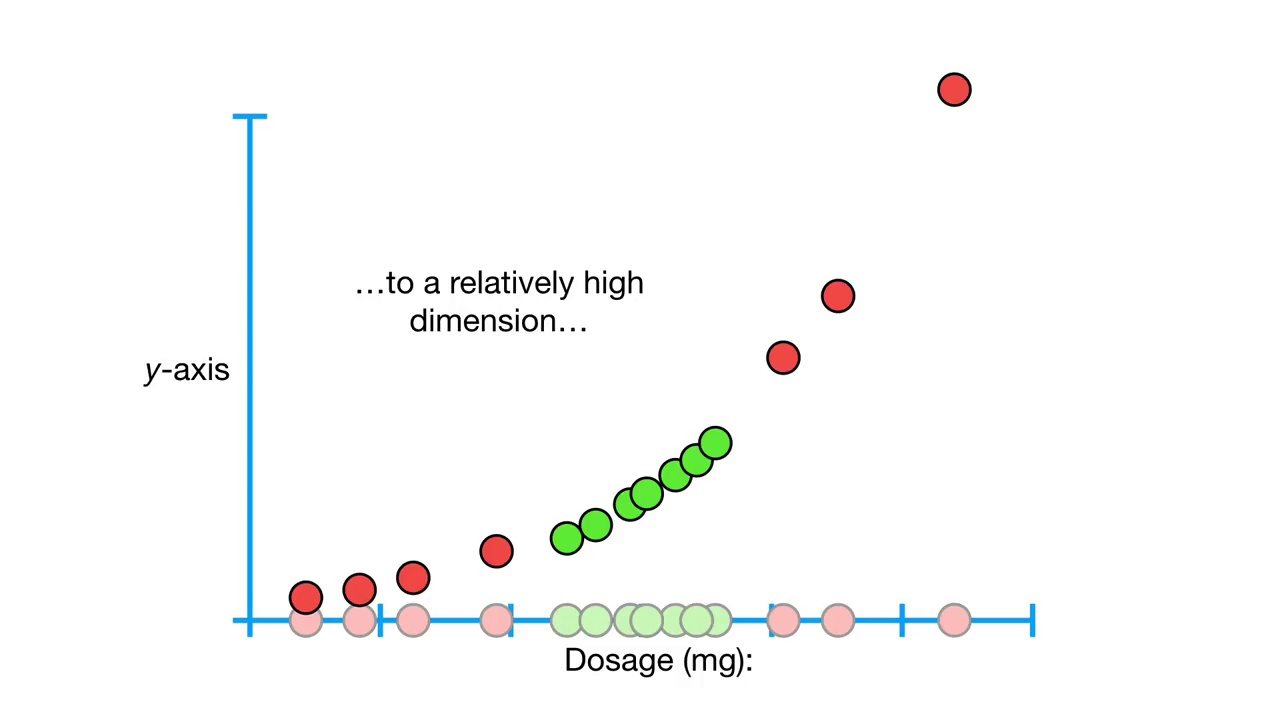 …to a relatively high
dimension…
y-axis
Dosage (mg):